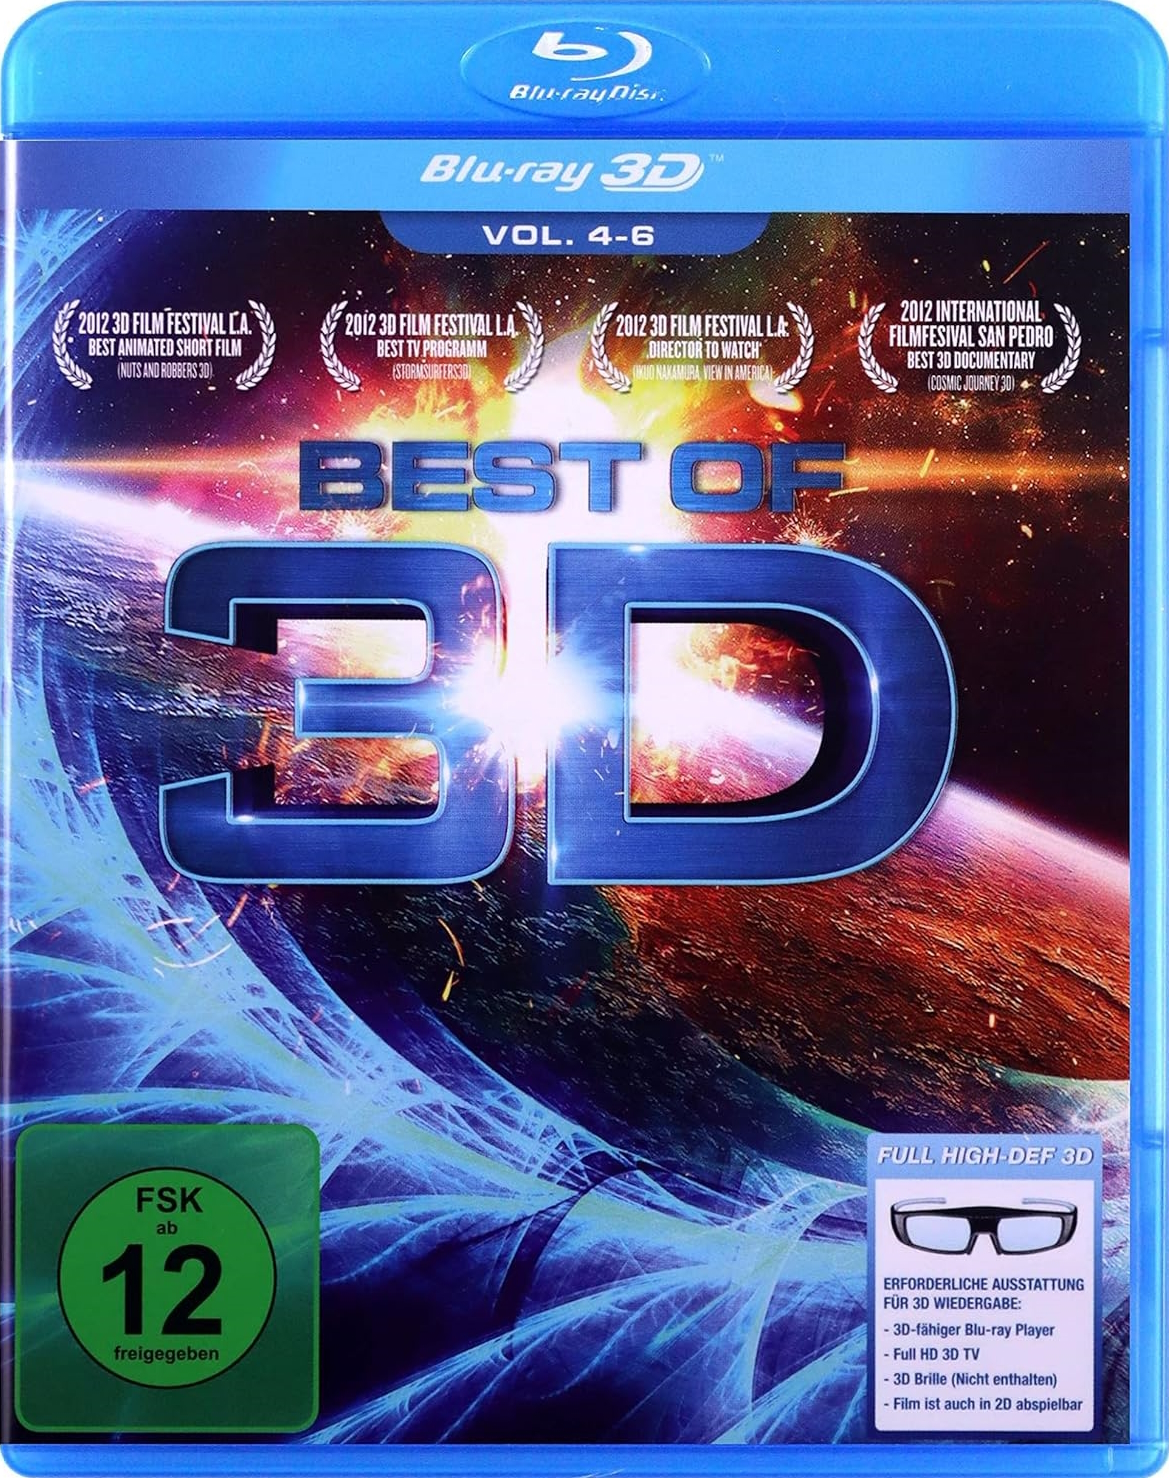 Blu-ray Disc
Blu-ray 3D™
VOL. 4-6
2012 3D FILM FESTIVAL L.A.
BEST ANIMATED SHORT FILM
(NUTS AND ROBBERS 3D)
2012 3D FILM FESTIVAL L.A.
BEST TV PROGRAMM
(STORMSURFERS3D)
2012 3D FILM FESTIVAL L.A.
DIRECTOR TO WATCH
(IKUO NAKAMURA, VIEW IN AMERICA)
2012 INTERNATIONAL
FILMFESIVAL SAN PEDRO
BEST 3D DOCUMENTARY
(COSMIC JOURNEY 3D)
BEST OF
3D
FSK
ab
12
freigegeben
FULL HIGH-DEF 3D
ERFORDERLICHE AUSSTATTUNG
FÜR 3D WIEDERGABE:
- 3D-fähiger Blu-ray Player
- Full HD 3D TV
- 3D Brille (Nicht enthalten)
- Film ist auch in 2D abspielbar